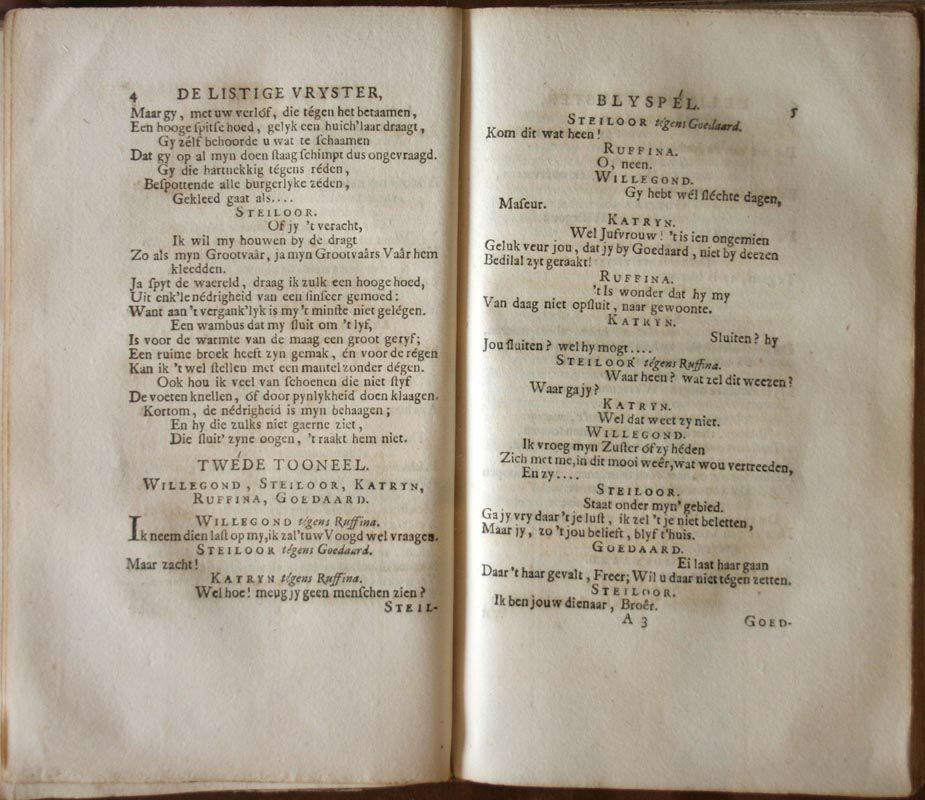 4 DE LISTIGE VRYSTER,
Maar gy, met uw verlóf, die tégen het betaamen,
Een hooge spitse hoed, gelyk een huich'laar draagt,
Gy zélf behoorde u wat te schaamen
Dat gy op al myn doen staag schimpt dus ongevraagd.
Gy die hartnekkig tégens réden,
Bespottende alle burgerlyke zéden,
Gekleed gaat als....
STEILOOR.
Of jy 't veracht,
Ik wil my houwen by de dragt
Zo als myn Grootvaâr, ja myn Grootvaârs Vaâr hem
kleedden.
Ja spyt de waereld, draag ik zulk een hooge hoed,
Uit enk'le nédrigheid van een sinseer gemoed:
Want aan 't vergank'lyk is my 't minste niet gelégen.
Een wambus dat my sluit om 't lyf,
Is voor de warmte van de maag een groot geryf;
Een ruime broek heeft zyn gemak, én voor de régen
Kan ik 't wel stellen met een mantel zonder dégen.
Ook hou ik veel van schoenen die niet styf
De voeten knellen, óf door pynlykheid doen klaagen.
Kortom, de nédrigheid is myn behaagen;
En hy die zulks niet gaerne ziet,
Die sluit' zyne oogen, 't raakt hem niet.
TWÉDE TOONEEL.
WILLEGOND, STEILOOR, KATRYN,
RUFFINA, GOEDAARD.
WILLEGOND tégens Ruffina.
Ik neem dien last op my, ik zal 't uw Voogd wel vraagen.
STEILOOR tégens Goedaard.
Maar zacht!
KATRYN tégens Ruffina.
Wel hoe! meug jy geen menschen zien?
STEIL-
BLYSPÉL. 5
STEILOOR tégens Goedaard.
Kom dit wat heen!
RUFFINA.
O, neen.
WILLEGOND.
Gy hebt wél sléchte dagen,
Maseur.
KATRYN.
Wel Jufvrouw! 't is ien ongemien
Geluk veur jou, dat jy by Goedaard, niet by deezen
Bedilal zyt geraakt!
RUFFINA.
't Is wonder dat hy my
Van daag niet opsluit, naar gewoonte.
KATRYN.
Sluiten? hy
Jou sluiten? wel hy mogt....
STEILOOR tégens Ruffina.
Waar heen? wat zel dit weezen?
Waar ga jy?
KATRYN.
Wel dat weet zy niet.
WILLEGOND.
Ik vroeg myn Zuster óf zy héden
Zich met me, in dit mooi weêr, wat wou vertreeden,
En zy....
STEILOOR.
Staat onder myn' gebied.
Ga jy vry daar 't je lust, ik zel 't je niet beletten,
Maar jy, zo 't jou belieft, blyf t'huis.
GOEDAARD.
Ei laat haar gaan
Daar 't haar gevalt, Freer; Wil u daar niet tégen zetten.
STEILOOR.
Ik ben jouw dienaar, Broêr.
A 3 GOED-